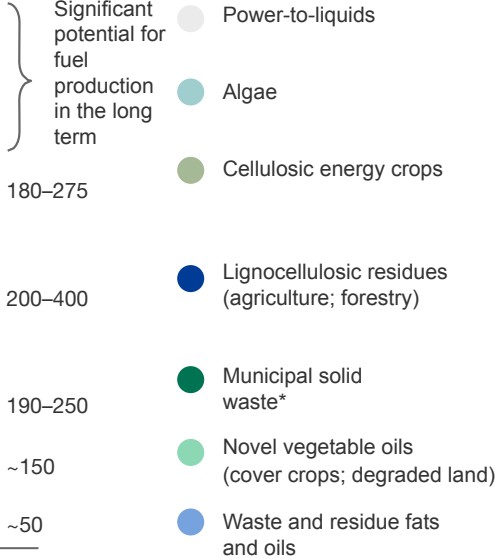 Significant
potential for
fuel
production
in the long
term
Power-to-liquids
Algae
180–275
Cellulosic energy crops
200–400
Lignocellulosic residues
(agriculture; forestry)
190–250
Municipal solid
waste*
~150
Novel vegetable oils
(cover crops; degraded land)
~50
Waste and residue fats
and oils